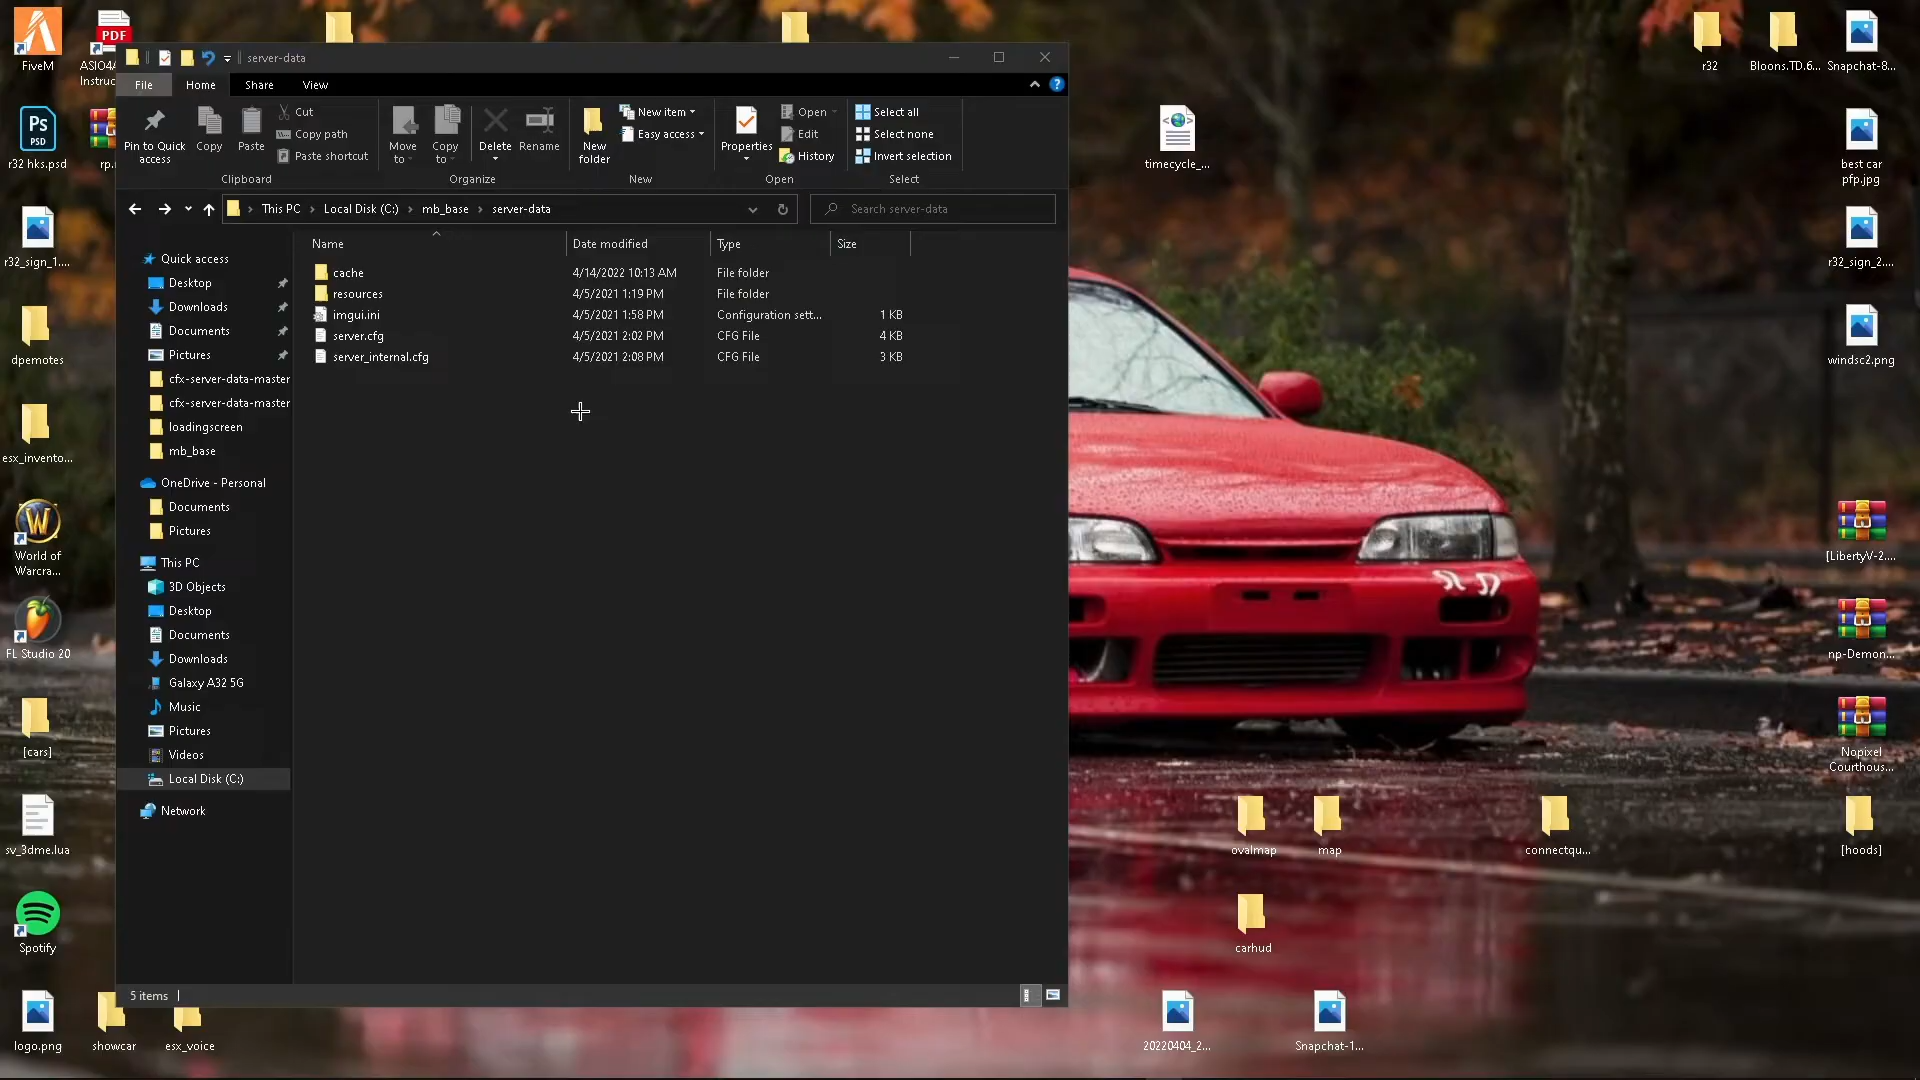 FiveM
PDF
ASIO4A
Instruc
r32
Bloons.TD.6...
Snapchat-8...
server-data
File
Home
Share
View
Pin to Quick
access
Copy
Paste
Cut
Copy path
Paste shortcut
Clipboard
Move
to
Copy
to
Delete
Rename
Organize
New
folder
New item
Easy access
New
Properties
Open
Edit
History
Open
Select all
Select none
Invert selection
Select
Ps
PSD
r32 hks.psd
rp.
timecycle_...
best car
pfp.jpg
This PC
Local Disk (C:)
mb_base
server-data
Search server-data
Name
Date modified
Type
Size
cache
4/14/2022 10:13 AM
File folder
resources
4/5/2021 1:19 PM
File folder
imgui.ini
4/5/2021 1:58 PM
Configuration sett...
1 KB
server.cfg
4/5/2021 2:02 PM
CFG File
4 KB
server_internal.cfg
4/5/2021 2:08 PM
CFG File
3 KB
Quick access
Desktop
Downloads
Documents
Pictures
cfx-server-data-master
cfx-server-data-master
loadingscreen
mb_base
OneDrive - Personal
Documents
Pictures
This PC
3D Objects
Desktop
Documents
Downloads
Galaxy A32 5G
Music
Pictures
Videos
Local Disk (C:)
Network
5 items
r32_sign_1....
dpemotes
esx_invento...
World of
Warcra...
FL Studio 20
[cars]
sv_3dme.lua
Spotify
logo.png
showcar
esx_voice
r32_sign_2....
windsc2.png
[LibertyV-2....
np-Demon...
Nopixel
Courthous...
ovalmap
map
connectqu...
[hoods]
carhud
20220404_2...
Snapchat-1...